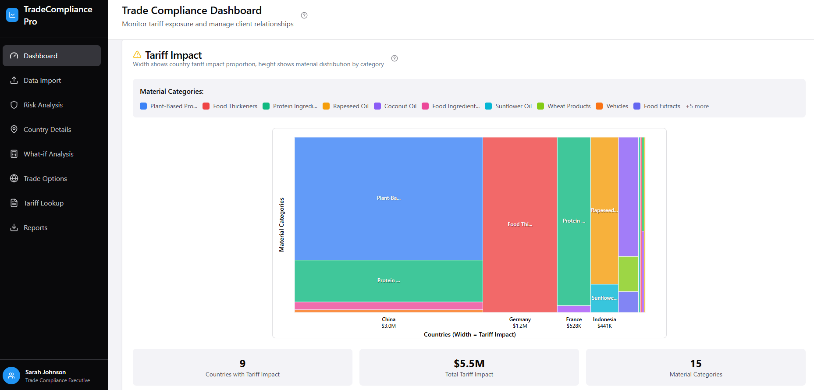 TradeCompliance
Pro
Dashboard
Data Import
Risk Analysis
Country Details
What-if Analysis
Trade Options
Tariff Lookup
Reports
Sarah Johnson
Trade Compliance Executive
Trade Compliance Dashboard
Monitor tariff exposure and manage client relationships
Tariff Impact
Width shows country tariff impact proportion, height shows material distribution by category
Material Categories:
Plant-Based Pro... Food Thickeners Protein Ingredi... Rapeseed Oil Coconut Oil Food Ingredient... Sunflower Oil Wheat Products Vehicles Food Extracts +5 more
Material Categories
Plant-Ba...
Protein ...
Food Thi...
Protein ...
Rapeseed...
Sunflowe...
China Germany France Indonesia
$3.0M $1.2M $528K $441K
Countries (Width = Tariff Impact)
9
Countries with Tariff Impact
$5.5M
Total Tariff Impact
15
Material Categories